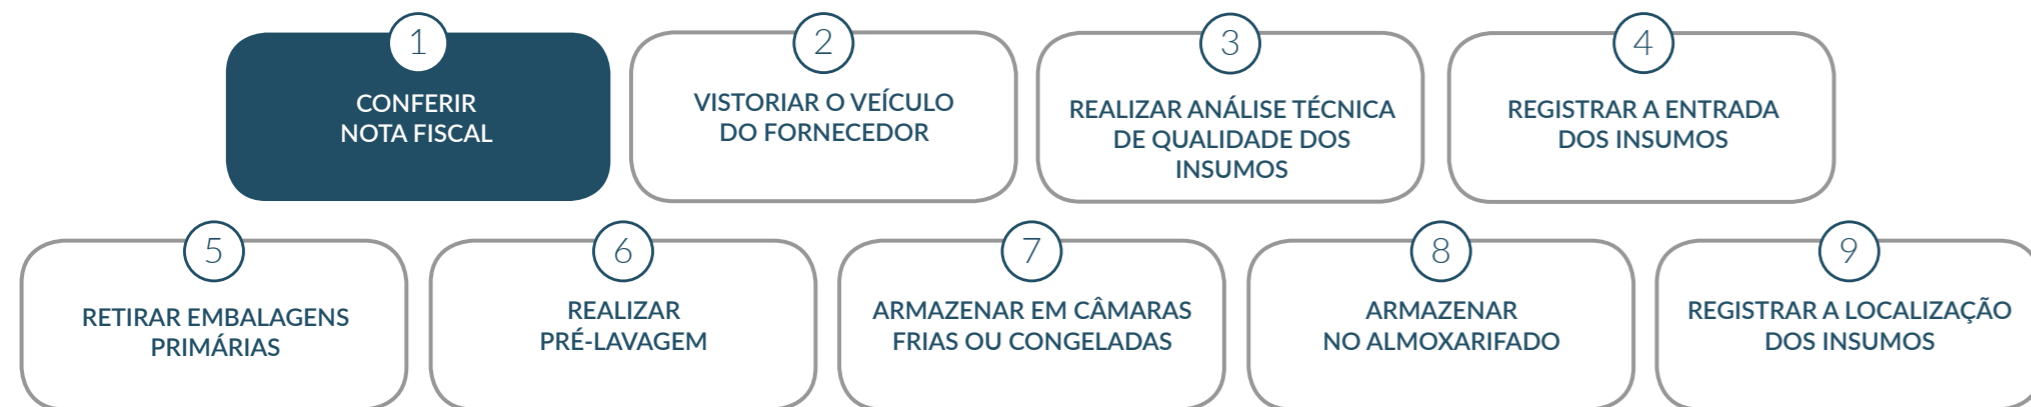 1
CONFERIR
NOTA FISCAL
2
VISTORIAR O VEÍCULO
DO FORNECEDOR
3
REALIZAR ANÁLISE TÉCNICA
DE QUALIDADE DOS
INSUMOS
4
REGISTRAR A ENTRADA
DOS INSUMOS
5
RETIRAR EMBALAGENS
PRIMÁRIAS
6
REALIZAR
PRÉ-LAVAGEM
7
ARMAZENAR EM CÂMARAS
FRIAS OU CONGELADAS
8
ARMAZENAR
NO ALMOXARIFADO
9
REGISTRAR A LOCALIZAÇÃO
DOS INSUMOS